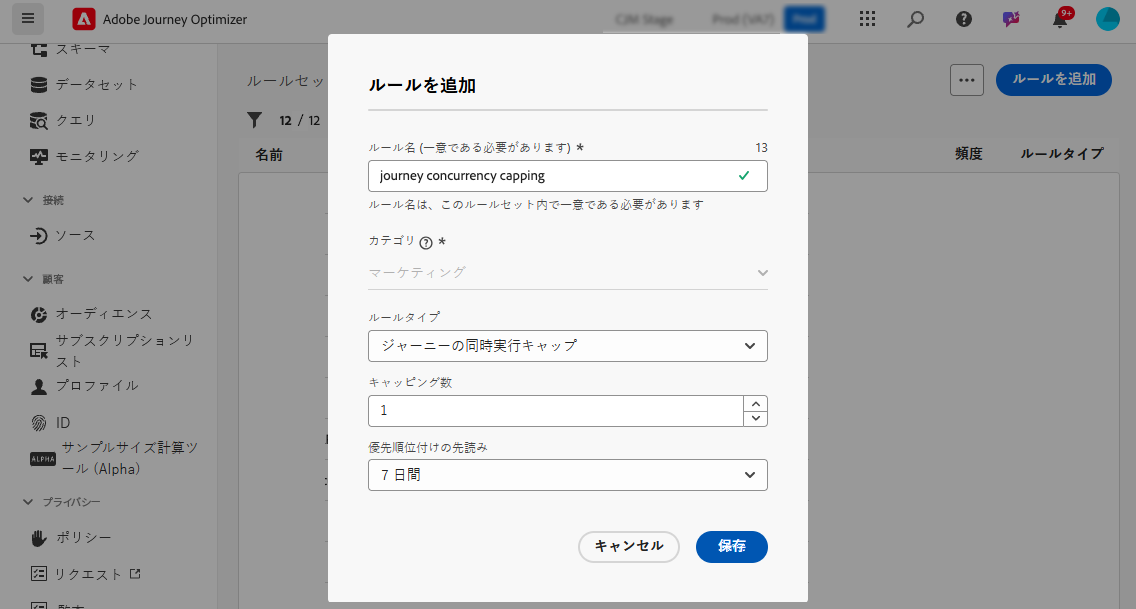 Adobe Journey Optimizer
9+
スキーマ
データセット
クエリ
モニタリング
接続
ソース
顧客
オーディエンス
サブスクリプションリ
スト
プロファイル
ID
ALPHA
サンプルサイズ計算ツ
ール (Alpha)
プライバシー
ポリシー
リクエスト
ルールセッ
ルールを追加
12 / 12
名前
頻度
ルールタイプ
ルールを追加
ルール名 (一意である必要があります) *
13
journey concurrency capping
ルール名は、このルールセット内で一意である必要があります
カテゴリ ? *
マーケティング
ルールタイプ
ジャーニーの同時実行キャップ
キャッピング数
1
優先順位付けの先読み
7 日間
キャンセル
保存